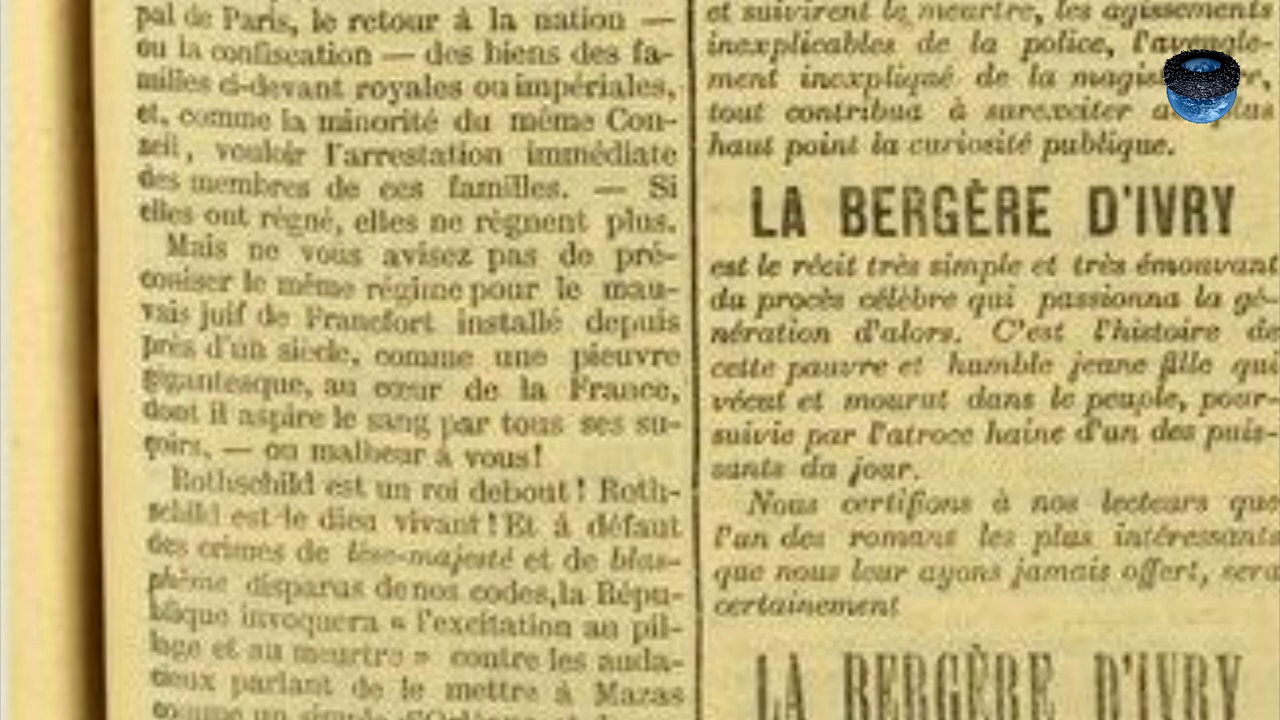 pal de Paris, le retour à la nation —
ou la confiscation — des biens des fa-
milles ci-devant royales ou impériales,
et, comme la minorité du même Con-
seil, vouloir l'arrestation immédiate
des membres de ces familles. — Si
elles ont régné, elles ne règnent plus.
Mais ne vous avisez pas de pré-
coniser le même régime pour le mau-
vais juif de Francfort installé depuis
près d'un siècle, comme une pieuvre
gigantesque, au cœur de la France,
dont il aspire le sang par tous ses su-
çoirs, — ou malheur à vous!
Rothschild est un roi debout! Roth-
schild est le dieu vivant! Et à défaut
des crimes de lèse-majesté et de blas-
phème disparus de nos codes, la Répu-
blique invoquera « l'excitation au pil-
lage et au meurtre » contre les auda-
cieux parlant de le mettre à Mazas
comme un simple d'Orléans
et suivirent le meurtre, les agissements
inexplicables de la police, l'aveugle-
ment inexpliqué de la
tout contribua à surexciter plus
haut point la curiosité publique.
LA BERGÈRE D'IVRY
est le récit très simple et très émouvant
du procès célèbre qui passionna la gé-
nération d'alors. C'est l'histoire de
cette pauvre et humble jeune fille qui
vécut et mourut dans le peuple, pour-
suivie par l'atroce haine d'un des puis-
sants du jour.
Nous certifions à nos lecteurs que
l'un des romans les plus intéressants
que nous leur ayons jamais offert, sera
certainement
LA BERGÈRE D'IVRY